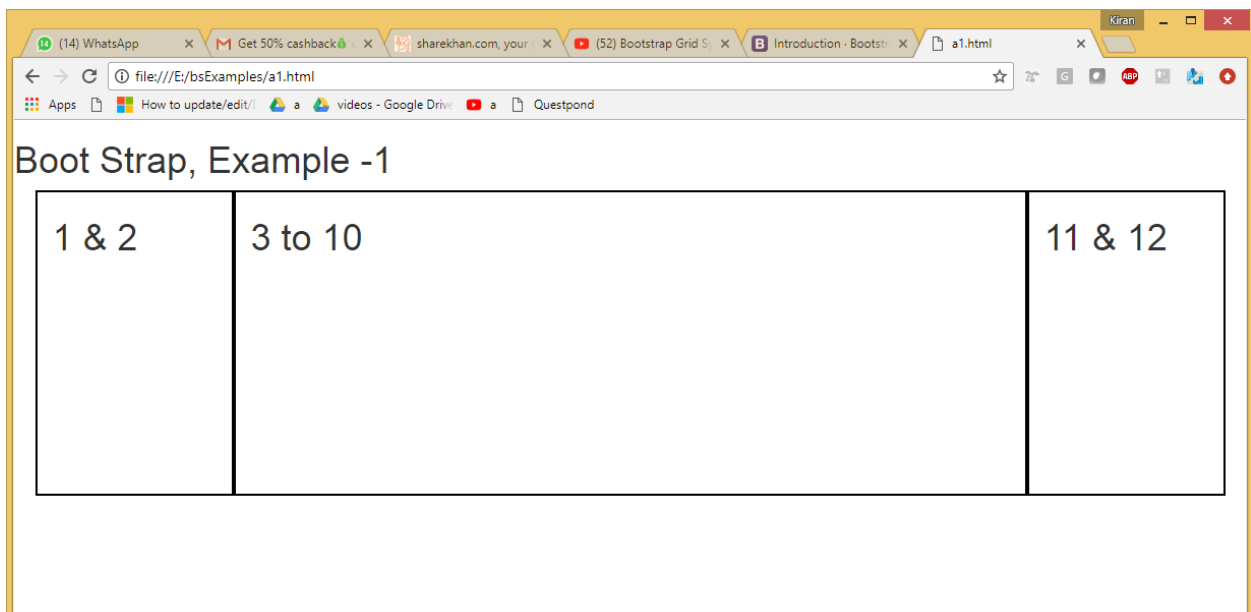 Kiran
(14) WhatsApp
Get 50% cashback
sharekhan.com, your
(52) Bootstrap Grid Sy
Introduction · Bootstr
a1.html
file:///E:/bsExamples/a1.html
G
ABP
Apps
How to update/edit/
a
videos - Google Drive
a
Questpond
Boot Strap, Example -1
1 & 2
3 to 10
11 & 12